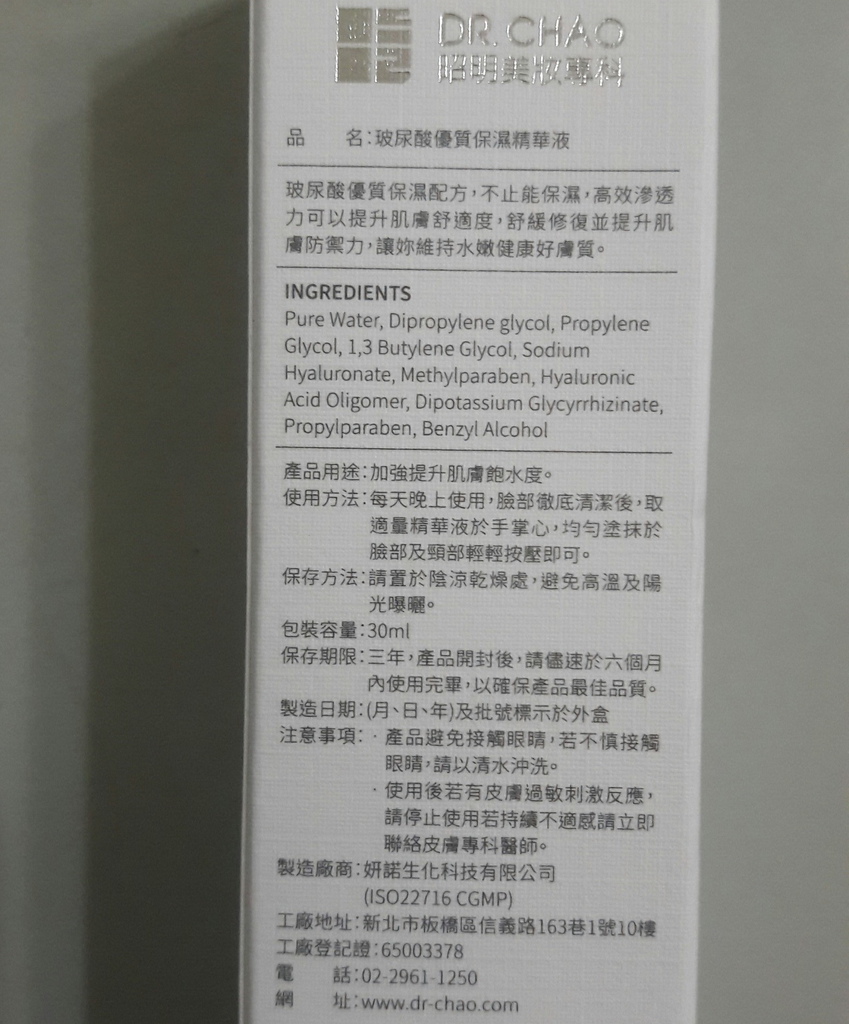 DR. CHAO
昭明美妝專科
品 名:玻尿酸優質保濕精華液
玻尿酸優質保濕配方,不止能保濕,高效滲透
力可以提升肌膚舒適度,舒緩修復並提升肌
膚防禦力,讓妳維持水嫩健康好膚質。
INGREDIENTS
Pure Water, Dipropylene glycol, Propylene
Glycol, 1,3 Butylene Glycol, Sodium
Hyaluronate, Methylparaben, Hyaluronic
Acid Oligomer, Dipotassium Glycyrrhizinate,
Propylparaben, Benzyl Alcohol
產品用途:加強提升肌膚飽水度。
使用方法:每天晚上使用,臉部徹底清潔後,取
適量精華液於手掌心,均勻塗抹於
臉部及頸部輕輕按壓即可。
保存方法:請置於陰涼乾燥處,避免高溫及陽
光曝曬。
包裝容量:30ml
保存期限:三年,產品開封後,請儘速於六個月
內使用完畢,以確保產品最佳品質。
製造日期:(月、日、年)及批號標示於外盒
注意事項:·產品避免接觸眼睛,若不慎接觸
眼睛,請以清水沖洗。
·使用後若有皮膚過敏刺激反應,
請停止使用若持續不適感請立即
聯絡皮膚專科醫師。
製造廠商:妍諾生化科技有限公司
(ISO22716 CGMP)
工廠地址:新北市板橋區信義路163巷1號10樓
工廠登記證:65003378
電 話:02-2961-1250
網 址:www.dr-chao.com